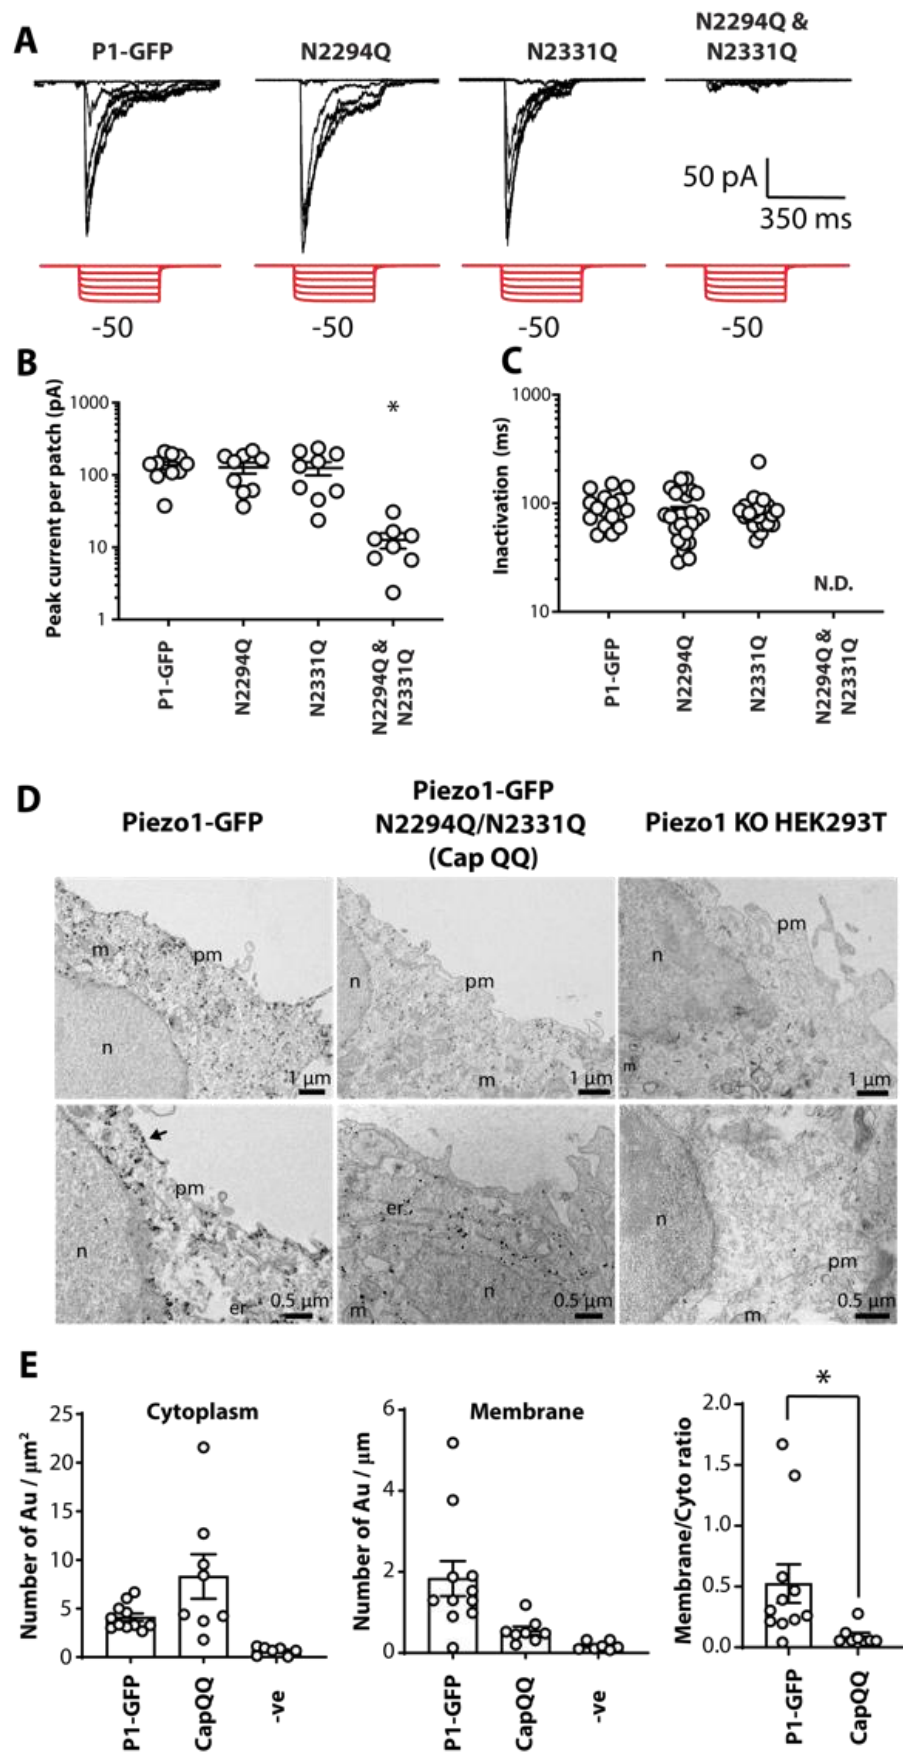 A
P1-GFP
N2294Q
N2331Q
N2294Q &
N2331Q
50 pA
350 ms
-50
-50
-50
-50
B
Peak current per patch (pA)
1000
100
10
1
P1-GFP
N2294Q
N2331Q
N2294Q &
N2331Q
*
C
Inactivation (ms)
1000
100
10
N.D.
P1-GFP
N2294Q
N2331Q
N2294Q &
N2331Q
D
Piezo1-GFP
Piezo1-GFP
N2294Q/N2331Q
(Cap QQ)
Piezo1 KO HEK293T
m
pm
n
1 µm
n
pm
m
1 µm
pm
n
m
1 µm
pm
n
er
0.5 µm
er
n
m
0.5 µm
n
pm
m
0.5 µm
E
Cytoplasm
Number of Au / µm²
25
20
15
10
5
0
P1-GFP
CapQQ
-ve
Membrane
Number of Au / µm
6
4
2
0
P1-GFP
CapQQ
-ve
*
Membrane/Cyto ratio
2.0
1.5
1.0
0.5
0.0
P1-GFP
CapQQ